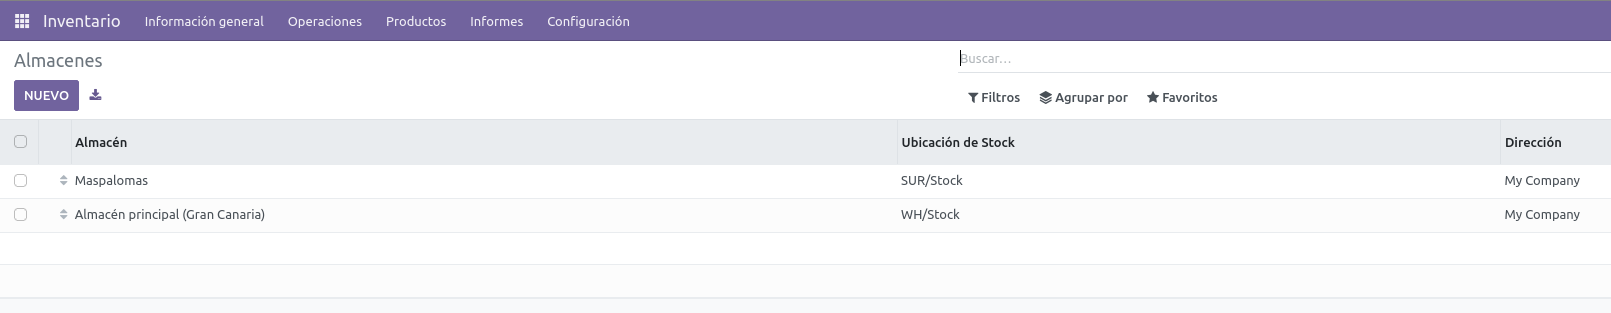 Inventario Información general Operaciones Productos Informes Configuración
Almacenes
Buscar...
NUEVO
Filtros Agrupar por Favoritos
Almacén Ubicación de Stock Dirección
Maspalomas SUR/Stock My Company
Almacén principal (Gran Canaria) WH/Stock My Company